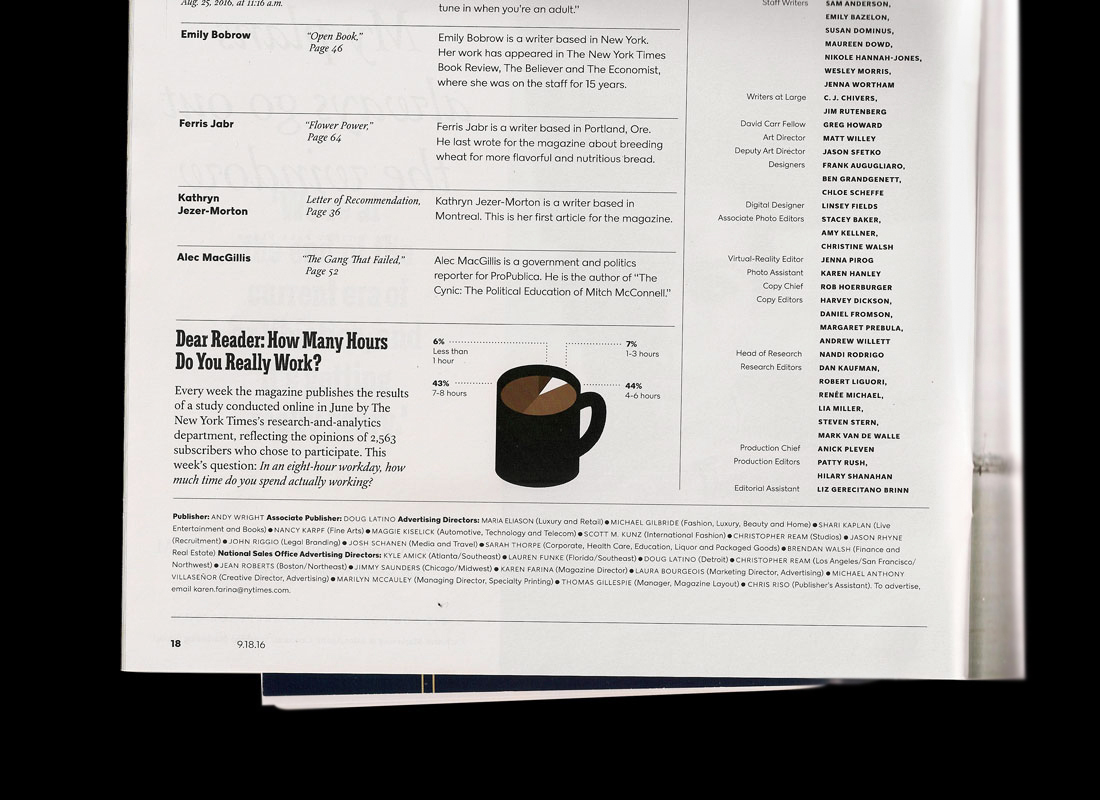 Aug. 25, 2016, at 11:16 a.m.
tune in when you're an adult."
Emily Bobrow
"Open Book,"
Page 46
Emily Bobrow is a writer based in New York.
Her work has appeared in The New York Times
Book Review, The Believer and The Economist,
where she was on the staff for 15 years.
Ferris Jabr
"Flower Power,"
Page 64
Ferris Jabr is a writer based in Portland, Ore.
He last wrote for the magazine about breeding
wheat for more flavorful and nutritious bread.
Kathryn
Jezer-Morton
Letter of Recommendation,
Page 36
Kathryn Jezer-Morton is a writer based in
Montreal. This is her first article for the magazine.
Alec MacGillis
"The Gang That Failed,"
Page 52
Alec MacGillis is a government and politics
reporter for ProPublica. He is the author of "The
Cynic: The Political Education of Mitch McConnell."
Dear Reader: How Many Hours
Do You Really Work?
Every week the magazine publishes the results
of a study conducted online in June by The
New York Times's research-and-analytics
department, reflecting the opinions of 2,563
subscribers who chose to participate. This
week's question: In an eight-hour workday, how
much time do you spend actually working?
6%
Less than
1 hour
7%
1-3 hours
43%
7-8 hours
44%
4-6 hours
Staff Writers SAM ANDERSON,
EMILY BAZELON,
SUSAN DOMINUS,
MAUREEN DOWD,
NIKOLE HANNAH-JONES,
WESLEY MORRIS,
JENNA WORTHAM
Writers at Large C. J. CHIVERS,
JIM RUTENBERG
David Carr Fellow GREG HOWARD
Art Director MATT WILLEY
Deputy Art Director JASON SFETKO
Designers FRANK AUGUGLIARO,
BEN GRANDGENETT,
CHLOE SCHEFFE
Digital Designer LINSEY FIELDS
Associate Photo Editors STACEY BAKER,
AMY KELLNER,
CHRISTINE WALSH
Virtual-Reality Editor JENNA PIROG
Photo Assistant KAREN HANLEY
Copy Chief ROB HOERBURGER
Copy Editors HARVEY DICKSON,
DANIEL FROMSON,
MARGARET PREBULA,
ANDREW WILLETT
Head of Research NANDI RODRIGO
Research Editors DAN KAUFMAN,
ROBERT LIGUORI,
RENÉE MICHAEL,
LIA MILLER,
STEVEN STERN,
MARK VAN DE WALLE
Production Chief ANICK PLEVEN
Production Editors PATTY RUSH,
HILARY SHANAHAN
Editorial Assistant LIZ GERECITANO BRINN
Publisher: ANDY WRIGHT Associate Publisher: DOUG LATINO Advertising Directors: MARIA ELIASON (Luxury and Retail) ● MICHAEL GILBRIDE (Fashion, Luxury, Beauty and Home) ● SHARI KAPLAN (Live
Entertainment and Books) ● NANCY KARPF (Fine Arts) ● MAGGIE KISELICK (Automotive, Technology and Telecom) ● SCOTT M. KUNZ (International Fashion) ● CHRISTOPHER REAM (Studios) ● JASON RHYNE
(Recruitment) ● JOHN RIGGIO (Legal Branding) ● JOSH SCHANEN (Media and Travel) ● SARAH THORPE (Corporate, Health Care, Education, Liquor and Packaged Goods) ● BRENDAN WALSH (Finance and
Real Estate) National Sales Office Advertising Directors: KYLE AMICK (Atlanta/Southeast) ● LAUREN FUNKE (Florida/Southeast) ● DOUG LATINO (Detroit) ● CHRISTOPHER REAM (Los Angeles/San Francisco/
Northwest) ● JEAN ROBERTS (Boston/Northeast) ● JIMMY SAUNDERS (Chicago/Midwest) ● KAREN FARINA (Magazine Director) ● LAURA BOURGEOIS (Marketing Director, Advertising) ● MICHAEL ANTHONY
VILLASEÑOR (Creative Director, Advertising) ● MARILYN MCCAULEY (Managing Director, Specialty Printing) ● THOMAS GILLESPIE (Manager, Magazine Layout) ● CHRIS RISO (Publisher's Assistant). To advertise,
email karen.farina@nytimes.com.
18
9.18.16